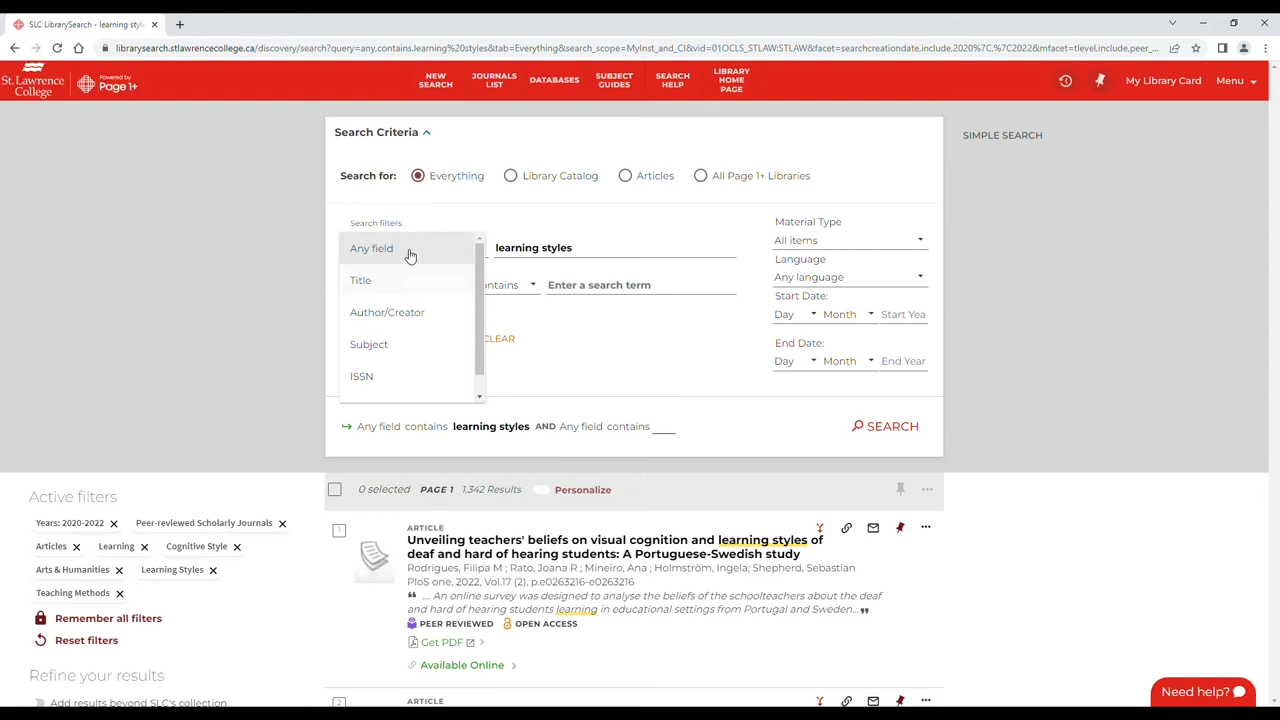 SLC LibrarySearch - learning styl
librarysearch.stlawrencecollege.ca/discovery/search?query=any,contains,learning%20styles&tab=Everything&search_scope=MyInst_and_CI&vid=01OCLS_STLAW:STLAW&facet=searchcreationdate,include,2020%7C,%7C2022&mfacet=tlevel,include,peer_...
St. Lawrence College
Powered by Page 1+
NEW SEARCH
JOURNALS LIST
DATABASES
SUBJECT GUIDES
SEARCH HELP
LIBRARY HOME PAGE
My Library Card
Menu
Search Criteria
SIMPLE SEARCH
Search for: Everything Library Catalog Articles All Page 1+ Libraries
Search filters
Any field
learning styles
Title
ontains
Enter a search term
Author/Creator
Subject
CLEAR
ISSN
Material Type
All items
Language
Any language
Start Date:
Day Month Start Yea
End Date:
Day Month End Year
Any field contains learning styles AND Any field contains
SEARCH
Active filters
0 selected PAGE 1 1,342 Results Personalize
Years: 2020-2022 Peer-reviewed Scholarly Journals
Articles Learning Cognitive Style
Arts & Humanities Learning Styles
Teaching Methods
Remember all filters
Reset filters
Refine your results
Add results beyond SLC's collection
1
ARTICLE
Unveiling teachers' beliefs on visual cognition and learning styles of
deaf and hard of hearing students: A Portuguese-Swedish study
Rodrigues, Filipa M ; Rato, Joana R ; Mineiro, Ana ; Holmström, Ingela; Shepherd, Sebastian
PloS one, 2022, Vol.17 (2), p.e0263216-e0263216
“ .... An online survey was designed to analyse the beliefs of the schoolteachers about the deaf
and hard of hearing students learning in educational settings from Portugal and Sweden... ”
PEER REVIEWED OPEN ACCESS
Get PDF
Available Online
2
ARTICLE
Need help?